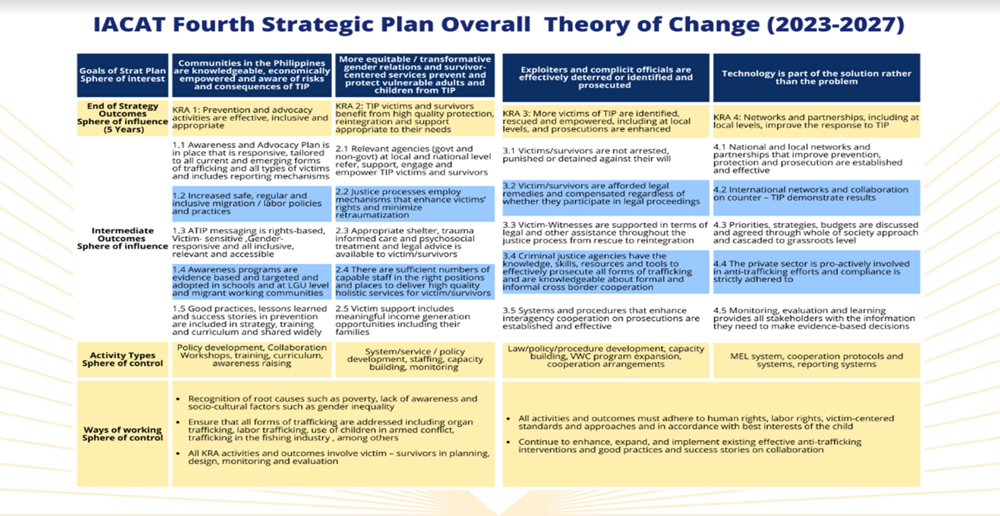 IACAT Fourth Strategic Plan Overall Theory of Change (2023-2027)
Goals of Strat Plan
Sphere of interest
Communities in the Philippines
are knowledgeable, economically
empowered and aware of risks
and consequences of TIP
More equitable / transformative
gender relations and survivor-
centered services prevent and
protect vulnerable adults and
children from TIP
Exploiters and complicit officials are
effectively deterred or identified and
prosecuted
Technology is part of the solution rather
than the problem
End of Strategy
Outcomes
Sphere of influence
(5 Years)
KRA 1: Prevention and advocacy
activities are effective, inclusive and
appropriate
KRA 2: TIP victims and survivors
benefit from high quality protection,
reintegration and support
appropriate to their needs
KRA 3: More victims of TIP are identified,
rescued and empowered, including at local
levels, and prosecutions are enhanced
KRA 4: Networks and partnerships, including at
local levels, improve the response to TIP
Intermediate
Outcomes
Sphere of influence
1.1 Awareness and Advocacy Plan is
in place that is responsive, tailored
to all current and emerging forms
of trafficking and all types of victims
and includes reporting mechanisms
2.1 Relevant agencies (govt and
non-govt) at local and national level
refer, support, engage and
empower TIP victims and survivors
3.1 Victims/survivors are not arrested,
punished or detained against their will
4.1 National and local networks and
partnerships that improve prevention,
protection and prosecution are established
and effective
1.2 Increased safe, regular and
inclusive migration / labor policies
and practices
2.2 Justice processes employ
mechanisms that enhance victims'
rights and minimize
retraumatization
3.2 Victim/survivors are afforded legal
remedies and compensated regardless of
whether they participate in legal proceedings
4.2 International networks and collaboration
on counter – TIP demonstrate results
1.3 ATIP messaging is rights-based,
Victim- sensitive ,Gender-
responsive and all inclusive,
relevant and accessible
2.3 Appropriate shelter, trauma
informed care and psychosocial
treatment and legal advice is
available to victim/survivors
3.3 Victim-Witnesses are supported in terms of
legal and other assistance throughout the
justice process from rescue to reintegration
4.3 Priorities, strategies, budgets are discussed
and agreed through whole of society approach
and cascaded to grassroots level
1.4 Awareness programs are
evidence based and targeted and
adopted in schools and at LGU level
and migrant working communities
2.4 There are sufficient numbers of
capable staff in the right positions
and places to deliver high quality
holistic services for victim/survivors
3.4 Criminal justice agencies have the
knowledge, skills, resources and tools to
effectively prosecute all forms of trafficking
and are knowledgeable about formal and
informal cross border cooperation
4.4 The private sector is pro-actively involved
in anti-trafficking efforts and compliance is
strictly adhered to
1.5 Good practices, lessons learned
and success stories in prevention
are included in strategy, training
and curriculum and shared widely
2.5 Victim support includes
meaningful income generation
opportunities including their
families
3.5 Systems and procedures that enhance
interagency cooperation on prosecutions are
established and effective
4.5 Monitoring, evaluation and learning
provides all stakeholders with the information
they need to make evidence-based decisions
Activity Types
Sphere of control
Policy development, Collaboration
Workshops, training, curriculum,
awareness raising
System/service / policy
development, staffing, capacity
building, monitoring
Law/policy/procedure development, capacity
building, VWC program expansion,
cooperation arrangements
MEL system, cooperation protocols and
systems, reporting systems
Ways of working
Sphere of control
• Recognition of root causes such as poverty, lack of awareness and
socio-cultural factors such as gender inequality
• Ensure that all forms of trafficking are addressed including organ
trafficking, labor trafficking, use of children in armed conflict,
trafficking in the fishing industry , among others
• All KRA activities and outcomes involve victim – survivors in planning,
design, monitoring and evaluation
• All activities and outcomes must adhere to human rights, labor rights, victim-centered
standards and approaches and in accordance with best interests of the child
• Continue to enhance, expand, and implement existing effective anti-trafficking
interventions and good practices and success stories on collaboration